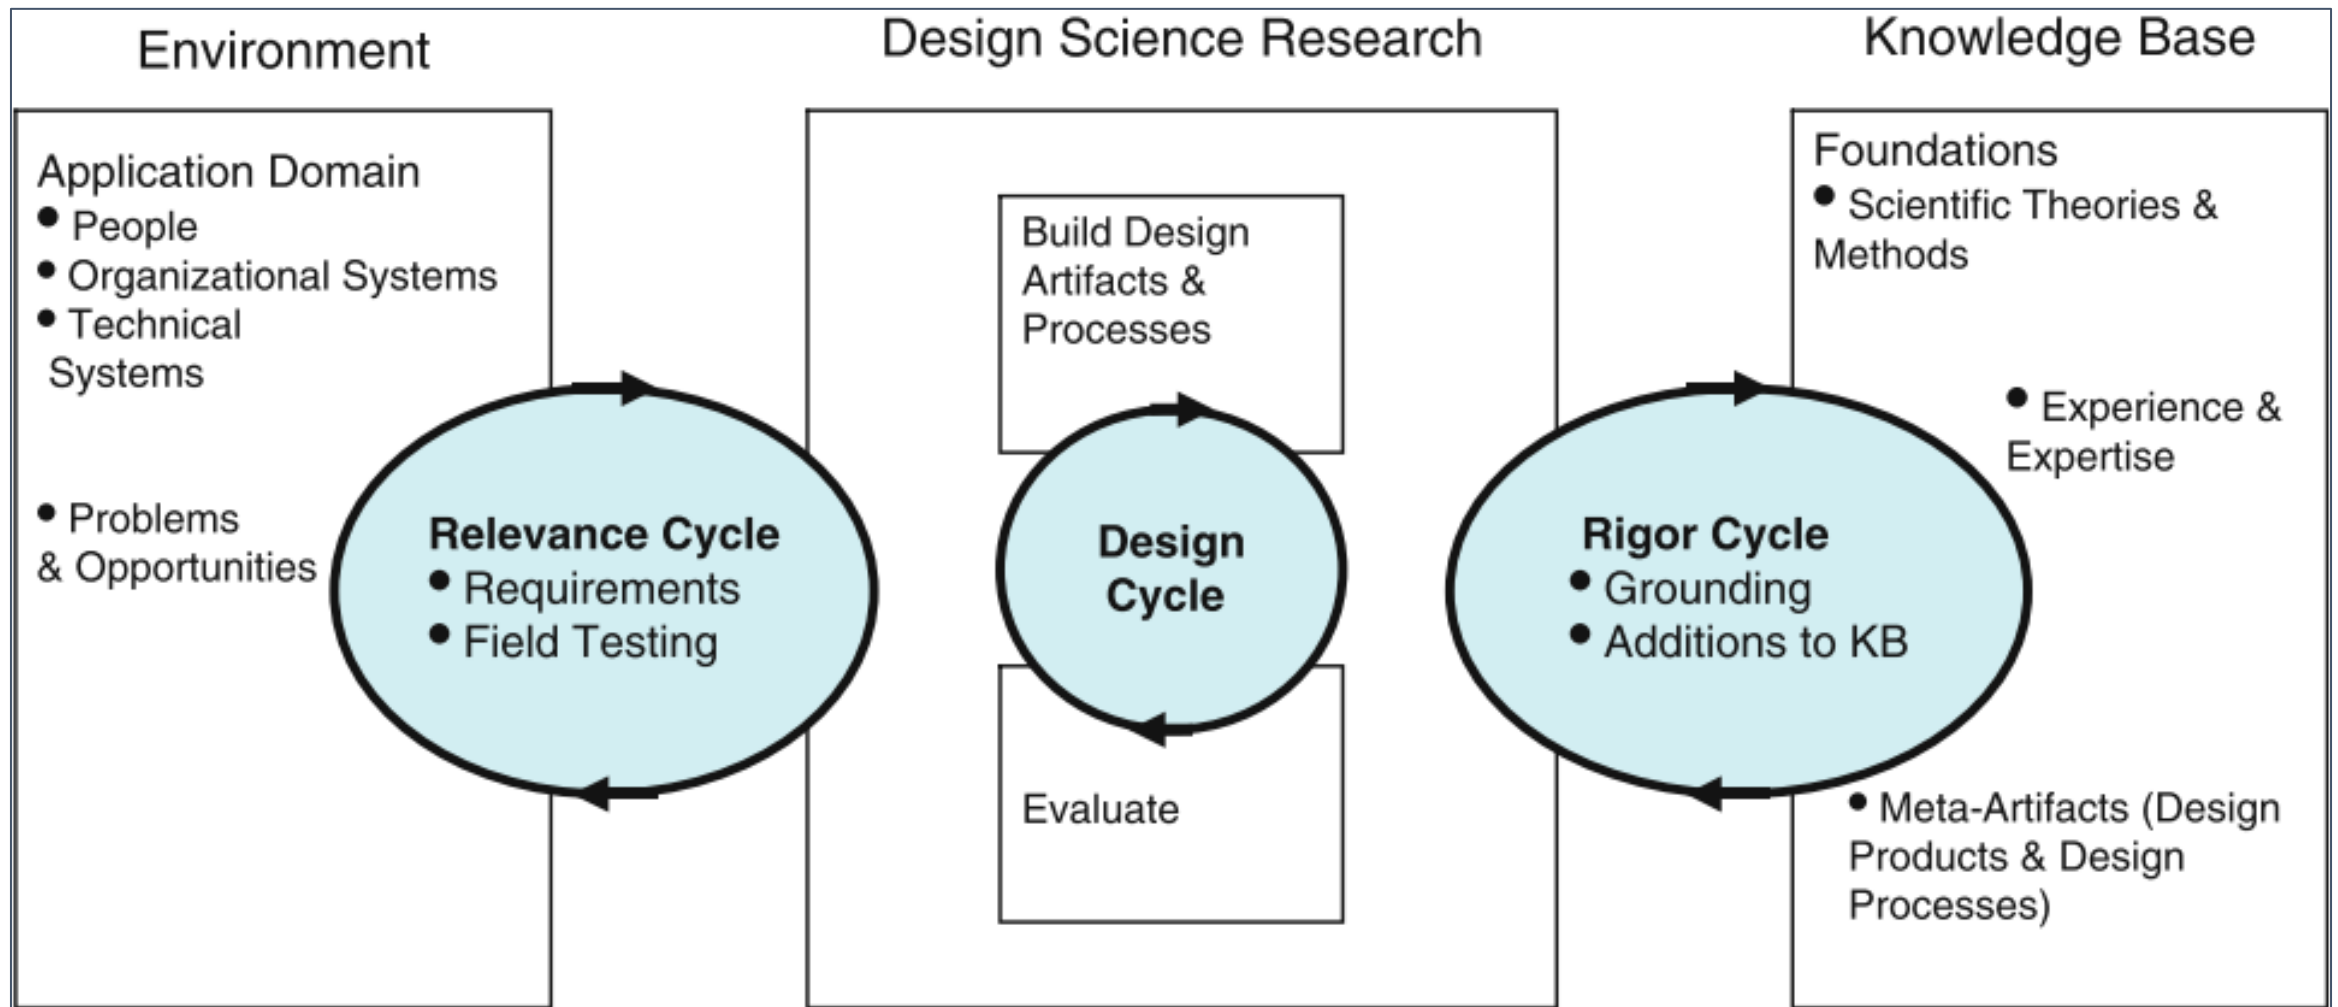 Environment
Design Science Research
Knowledge Base
Application Domain
● People
● Organizational Systems
● Technical
Systems
● Problems
& Opportunities
Relevance Cycle
● Requirements
● Field Testing
Build Design
Artifacts &
Processes
Design
Cycle
Evaluate
Rigor Cycle
● Grounding
● Additions to KB
Foundations
● Scientific Theories &
Methods
● Experience &
Expertise
● Meta-Artifacts (Design
Products & Design
Processes)